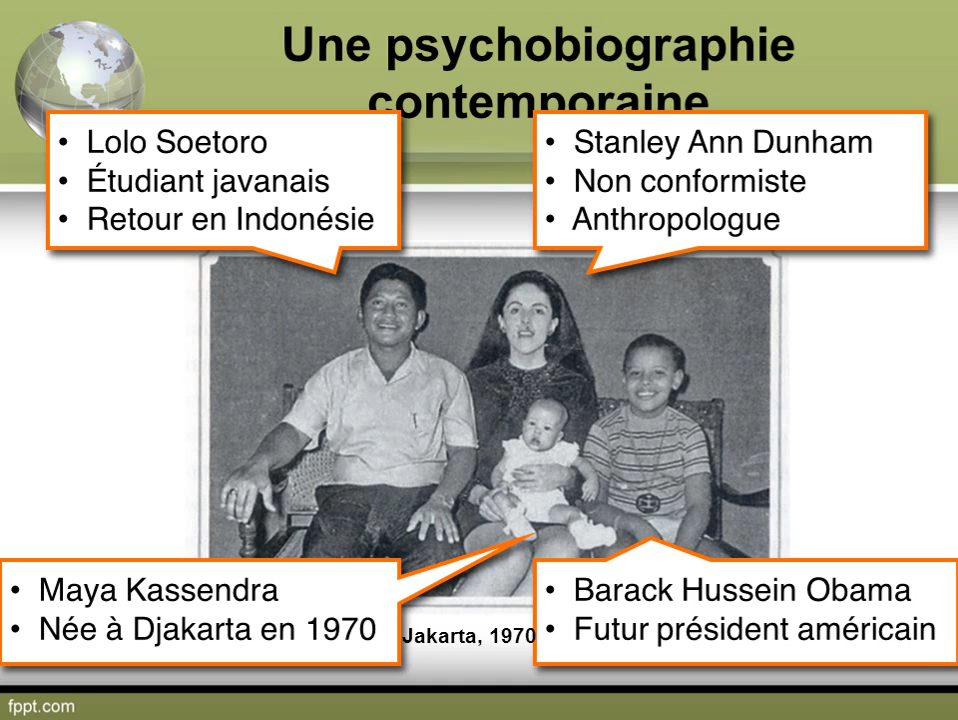 Une psychobiographie
contemporaine
• Lolo Soetoro
• Étudiant javanais
• Retour en Indonésie
• Stanley Ann Dunham
• Non conformiste
• Anthropologue
• Maya Kassendra
• Née à Djakarta en 1970
Jakarta, 1970
• Barack Hussein Obama
• Futur président américain
fppt.com